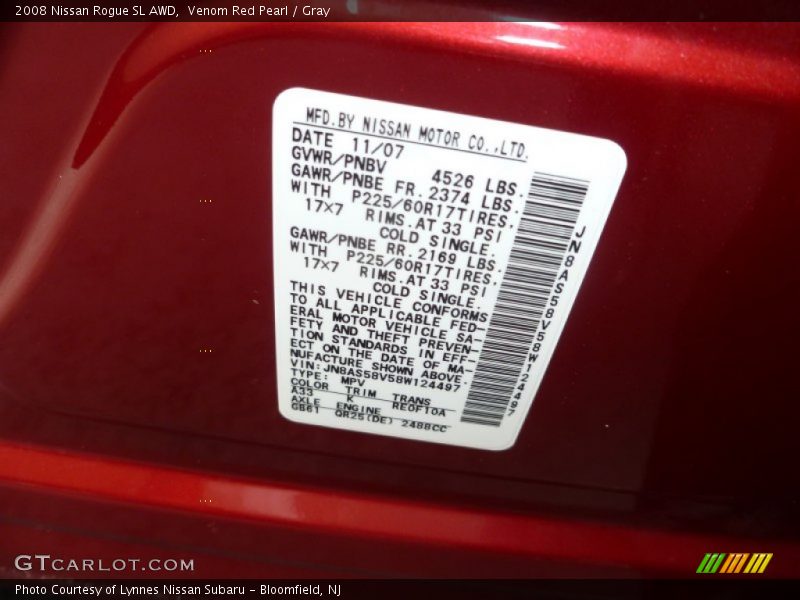 2008 Nissan Rogue SL AWD,  Venom Red Pearl / Gray
MFD.BY NISSAN MOTOR CO.,LTD.
DATE 11/07
GVWR/PNBV 4526 LBS.
GAWR/PNBE FR. 2374 LBS.
WITH P225/60R17TIRES,
17×7 RIMS.AT 33 PSI
COLD SINGLE.
GAWR/PNBE RR. 2169 LBS.
WITH P225/60R17TIRES,
17×7 RIMS.AT 33 PSI
COLD SINGLE.
THIS VEHICLE CONFORMS
TO ALL APPLICABLE FED-
ERAL MOTOR VEHICLE SA-
FETY AND THEFT PREVEN-
TION STANDARDS IN EFF-
ECT ON THE DATE OF MA-
NUFACTURE SHOWN ABOVE.
VIN: JN8AS58V58W124497
TYPE: MPV
COLOR TRIM TRANS
A33 K RE0F10A
AXLE ENGINE
GB61 QR25(DE) 2488CC
JN8AS58V58W124497
GTcarlot.com
Photo Courtesy of Lynnes Nissan Subaru - Bloomfield, NJ